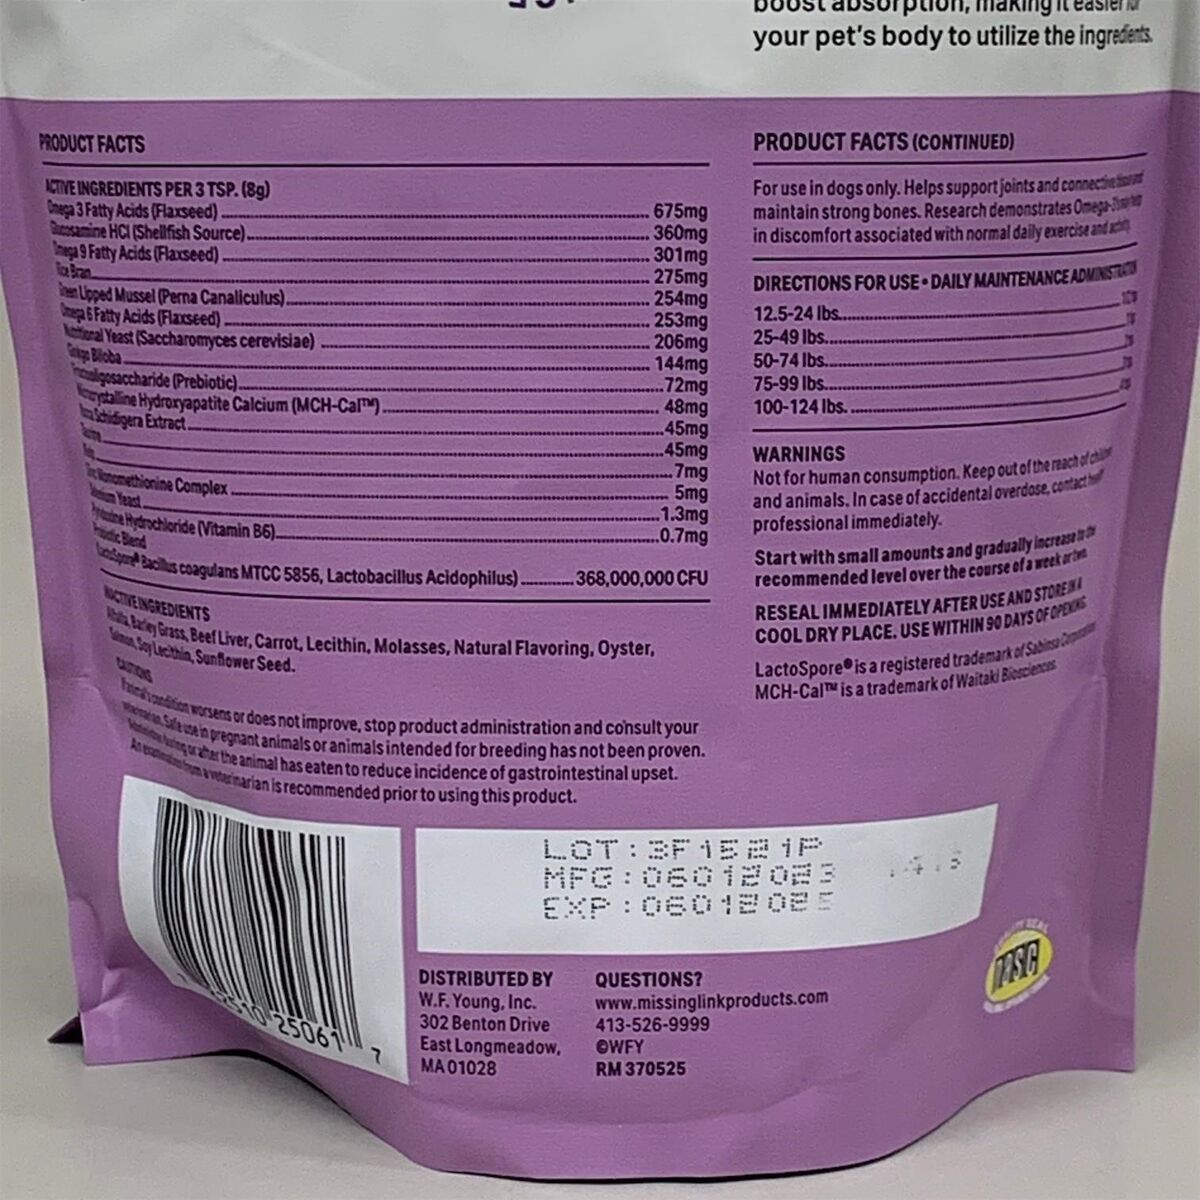 boost absorption, making it easier for
your pet's body to utilize the ingredients.
PRODUCT FACTS
ACTIVE INGREDIENTS PER 3 TSP. (8g)
Omega 3 Fatty Acids (Flaxseed) 675mg
Glucosamine HCl (Shellfish Source) 360mg
Omega 9 Fatty Acids (Flaxseed) 301mg
Rice Bran 275mg
Green Lipped Mussel (Perna Canaliculus) 254mg
Omega 6 Fatty Acids (Flaxseed) 253mg
Nutritional Yeast (Saccharomyces cerevisiae) 206mg
Ginkgo Biloba 144mg
Fructooligosaccharide (Prebiotic) 72mg
Microcrystalline Hydroxyapatite Calcium (MCH-Cal™) 48mg
Yucca Schidigera Extract 45mg
45mg
7mg
Zinc Monomethionine Complex 5mg
Selenium Yeast 1.3mg
Pyridoxine Hydrochloride (Vitamin B6) 0.7mg
Probiotic Blend
(LactoSpore® Bacillus coagulans MTCC 5856, Lactobacillus Acidophilus) 368,000,000 CFU
INACTIVE INGREDIENTS
Alfalfa, Barley Grass, Beef Liver, Carrot, Lecithin, Molasses, Natural Flavoring, Oyster,
Salmon, Soy Lecithin, Sunflower Seed.
CAUTIONS
If animal's condition worsens or does not improve, stop product administration and consult your
veterinarian. Safe use in pregnant animals or animals intended for breeding has not been proven.
Administer during or after the animal has eaten to reduce incidence of gastrointestinal upset.
An examination from a veterinarian is recommended prior to using this product.
PRODUCT FACTS (CONTINUED)
For use in dogs only. Helps support joints and connective tissue and
maintain strong bones. Research demonstrates Omega-3's may help
in discomfort associated with normal daily exercise and activity.
DIRECTIONS FOR USE • DAILY MAINTENANCE ADMINISTRATION
12.5-24 lbs.
25-49 lbs.
50-74 lbs.
75-99 lbs.
100-124 lbs.
WARNINGS
Not for human consumption. Keep out of the reach of children
and animals. In case of accidental overdose, contact health
professional immediately.
Start with small amounts and gradually increase to the
recommended level over the course of a week or two.
RESEAL IMMEDIATELY AFTER USE AND STORE IN A
COOL DRY PLACE. USE WITHIN 90 DAYS OF OPENING.
LactoSpore® is a registered trademark of Sabinsa Corporation
MCH-Cal™ is a trademark of Waitaki Biosciences.
LOT: 3F1521P
MFG: 06012023
EXP: 06012025
25061 7
DISTRIBUTED BY
W.F. Young, Inc.
302 Benton Drive
East Longmeadow,
MA 01028
QUESTIONS?
www.missinglinkproducts.com
413-526-9999
©WFY
RM 370525
QUALITY SEAL
NASC